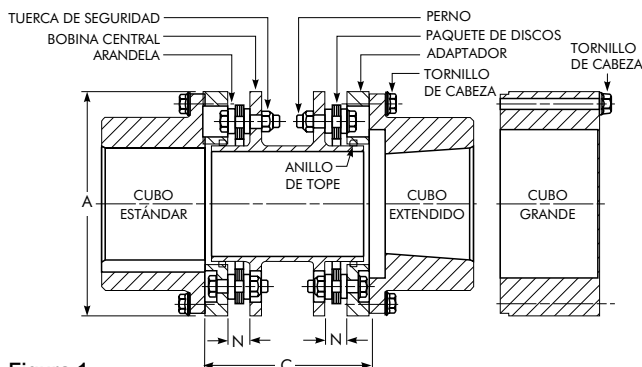 TUERCA DE SEGURIDAD
BOBINA CENTRAL
ARANDELA
PERNO
PAQUETE DE DISCOS
ADAPTADOR
TORNILLO
DE CABEZA
TORNILLO
DE CABEZA
ANILLO
DE TOPE
A
CUBO
ESTÁNDAR
CUBO
EXTENDIDO
CUBO
GRANDE
N
N
C
Figura 1